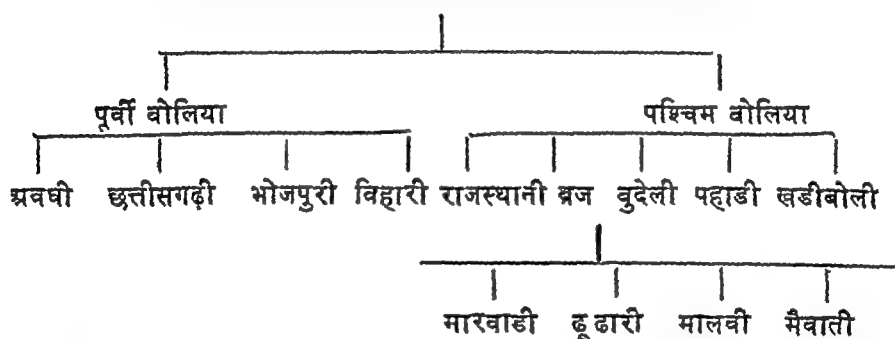 पूर्वी वोलिया पश्चिम वोलिया
अवधी छत्तीसगढ़ी भोजपुरी विहारी राजस्थानी व्रज वुदेली पहाडी खडीबोली
मारवाडी ढू ढारी मालवी मैवाती